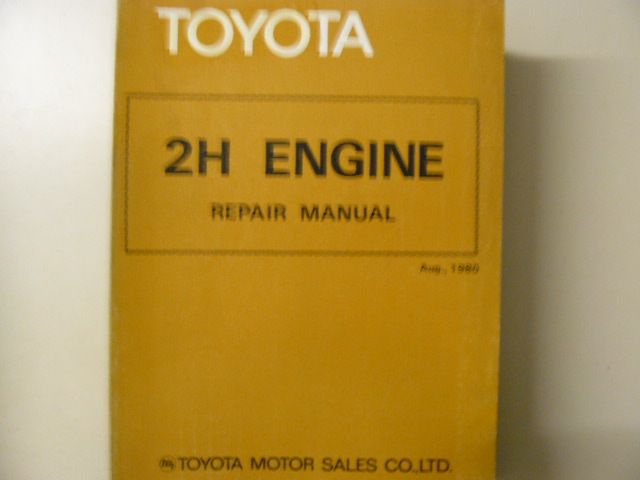 TOYOTA
2H ENGINE
REPAIR MANUAL
Aug., 1980
TOYOTA MOTOR SALES CO.,LTD.